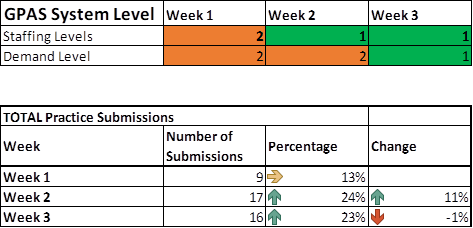 GPAS System Level Week 1 Week 2 Week 3
Staffing Levels 2 1 1
Demand Level 2 2 1
TOTAL Practice Submissions
Week Number of Submissions Percentage Change
Week 1 9 13%
Week 2 17 24% 11%
Week 3 16 23% -1%